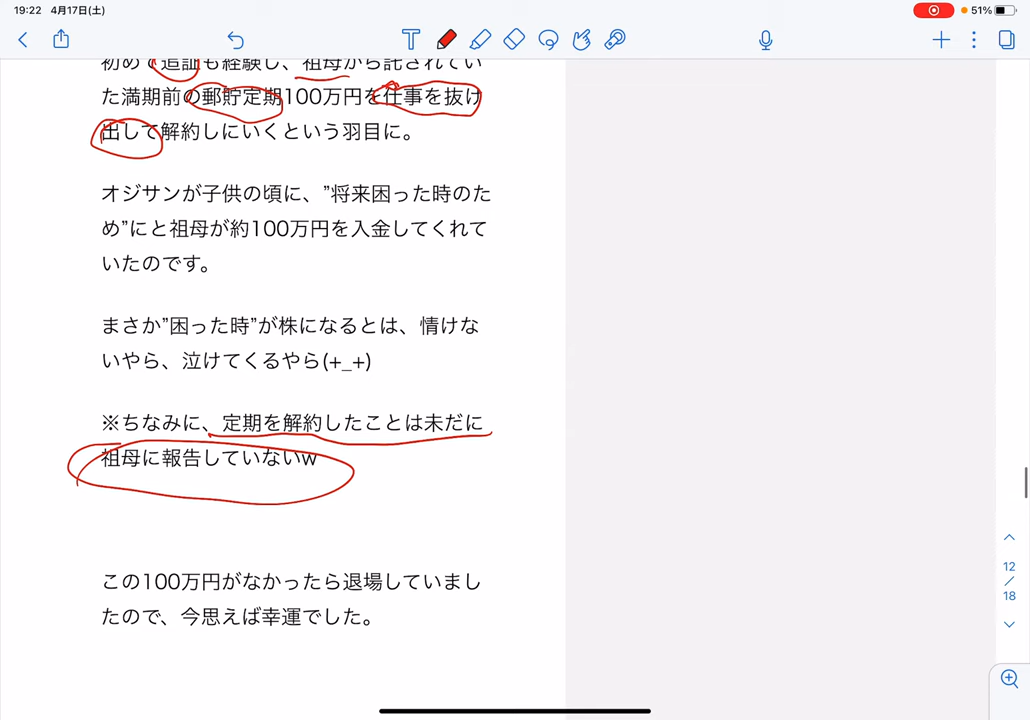 19:22 4月17日(土)
51%
初めて追証も経験し、祖母から託されてい
た満期前の郵貯定期100万円を仕事を抜け
出して解約しにいくという羽目に。
オジサンが子供の頃に、”将来困った時のた
め”にと祖母が約100万円を入金してくれて
いたのです。
まさか”困った時”が株になるとは、情けな
いやら、泣けてくるやら(+_+)
※ちなみに、定期を解約したことは未だに
祖母に報告していないw
この100万円がなかったら退場していまし
たので、今思えば幸運でした。
12
/
18